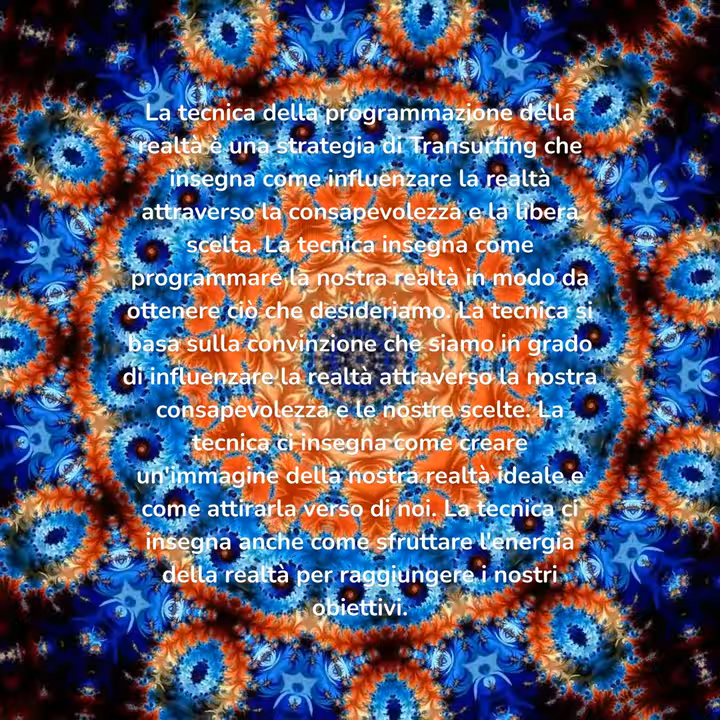 La tecnica della programmazione della
realtà è una strategia di Transurfing che
insegna come influenzare la realtà
attraverso la consapevolezza e la libera
scelta. La tecnica insegna come
programmare la nostra realtà in modo da
ottenere ciò che desideriamo. La tecnica si
basa sulla convinzione che siamo in grado
di influenzare la realtà attraverso la nostra
consapevolezza e le nostre scelte. La
tecnica ci insegna come creare
un'immagine della nostra realtà ideale e
come attirarla verso di noi. La tecnica ci
insegna anche come sfruttare l'energia
della realtà per raggiungere i nostri
obiettivi.